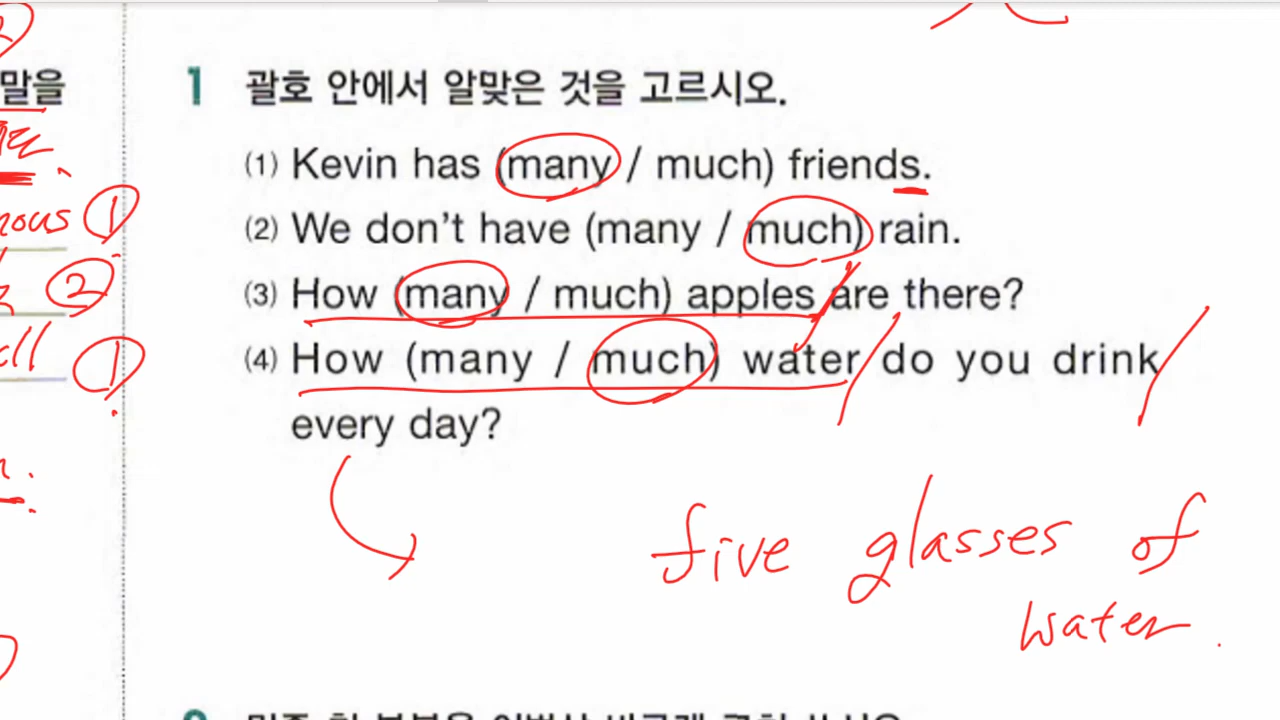 말을
1 괄호 안에서 알맞은 것을 고르시오.
(1) Kevin has (many / much) friends.
(2) We don't have (many / much) rain.
(3) How (many / much) apples are there?
(4) How (many / much) water do you drink
every day?
five glasses of
water.